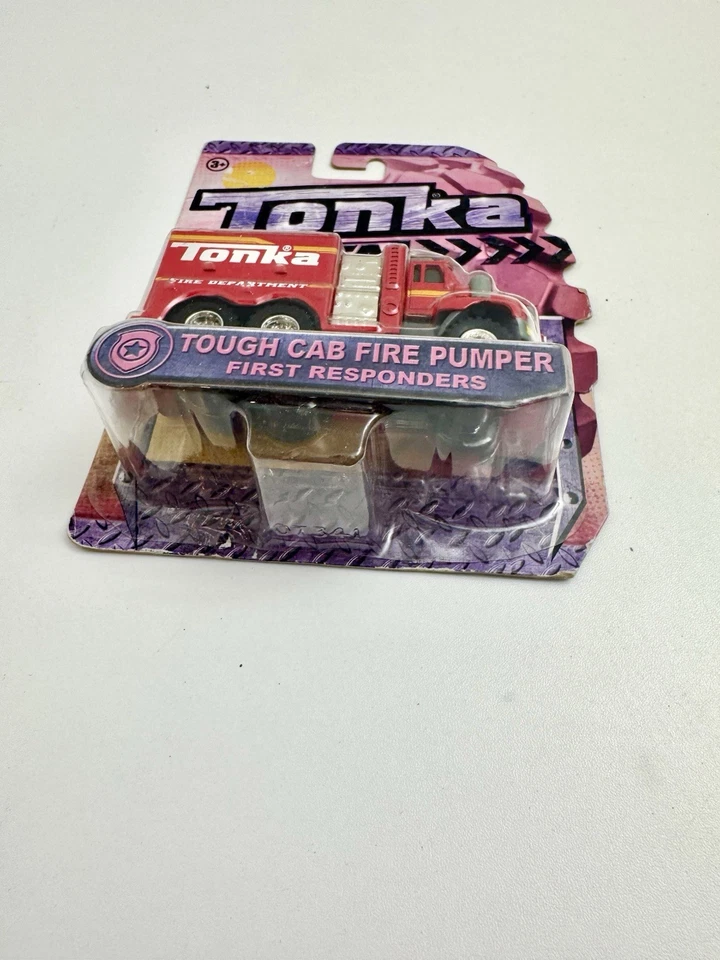 3+
Tonka®
Tonka®
FIRE DEPARTMENT
TOUGH CAB FIRE PUMPER
FIRST RESPONDERS